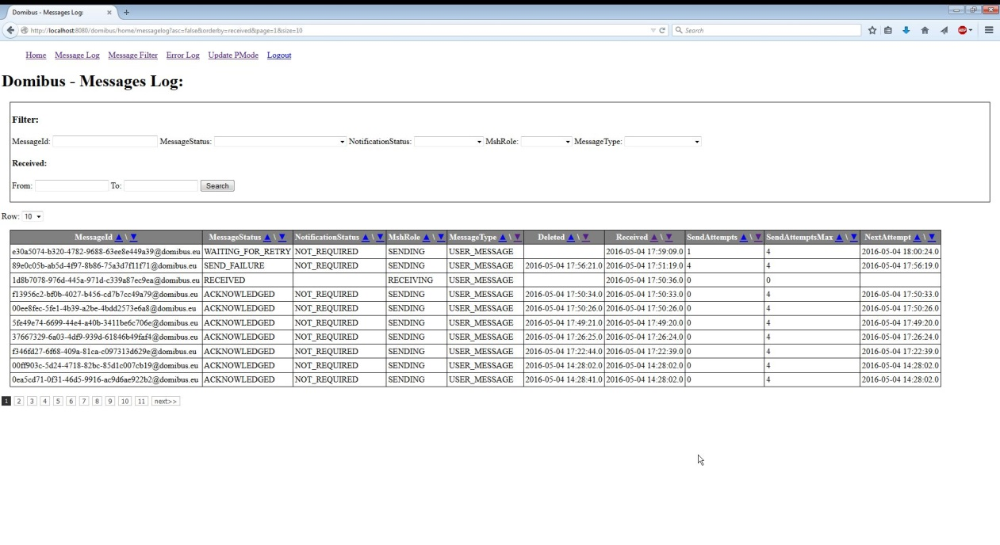 Domibus - Messages Log:
http://localhost:8080/domibus/home/messagelog?asc=false&orderby=received&page=1&size=10 Search
Home Message Log Message Filter Error Log Update PMode Logout
Domibus - Messages Log:
Filter:
MessageId: MessageStatus: NotificationStatus: MshRole: MessageType:
Received:
From: To: Search
Row: 10
MessageId ▲ \ ▼ MessageStatus ▲ \ ▼ NotificationStatus ▲ \ ▼ MshRole ▲ \ ▼ MessageType ▲ \ ▼ Deleted ▲ \ ▼ Received ▲ \ ▼ SendAttempts ▲ \ ▼ SendAttemptsMax ▲ \ ▼ NextAttempt ▲ \ ▼
e30a5074-b320-4782-9688-63ee8e449a39@domibus.eu WAITING_FOR_RETRY NOT_REQUIRED SENDING USER_MESSAGE 2016-05-04 17:59:09.0 1 4 2016-05-04 18:00:24.0
89e0c05b-ab5d-4f97-8b86-75a3d7f11f71@domibus.eu SEND_FAILURE NOT_REQUIRED SENDING USER_MESSAGE 2016-05-04 17:56:21.0 2016-05-04 17:51:19.0 4 4 2016-05-04 17:56:19.0
1d8b7078-976d-445a-971d-c339a87ec9ea@domibus.eu RECEIVED RECEIVING USER_MESSAGE 2016-05-04 17:50:36.0 0 0
f13956c2-bf0b-4027-b456-cd7b7cc49a79@domibus.eu ACKNOWLEDGED NOT_REQUIRED SENDING USER_MESSAGE 2016-05-04 17:50:34.0 2016-05-04 17:50:33.0 0 4 2016-05-04 17:50:33.0
00ee8fec-5fe1-4b39-a2be-4bdd2573e6a8@domibus.eu ACKNOWLEDGED NOT_REQUIRED SENDING USER_MESSAGE 2016-05-04 17:50:26.0 2016-05-04 17:50:26.0 0 4 2016-05-04 17:50:26.0
5fe49e74-6699-44e4-a40b-3411be6c706e@domibus.eu ACKNOWLEDGED NOT_REQUIRED SENDING USER_MESSAGE 2016-05-04 17:49:21.0 2016-05-04 17:49:20.0 0 4 2016-05-04 17:49:20.0
37667329-6a03-4df9-939d-61846b49faf4@domibus.eu ACKNOWLEDGED NOT_REQUIRED SENDING USER_MESSAGE 2016-05-04 17:26:25.0 2016-05-04 17:26:24.0 0 4 2016-05-04 17:26:24.0
f346fd27-6f68-409a-81ca-c097313d629e@domibus.eu ACKNOWLEDGED NOT_REQUIRED SENDING USER_MESSAGE 2016-05-04 17:22:44.0 2016-05-04 17:22:39.0 0 4 2016-05-04 17:22:39.0
00ff903c-5d24-4718-82bc-85d1c007cb19@domibus.eu ACKNOWLEDGED NOT_REQUIRED SENDING USER_MESSAGE 2016-05-04 14:28:02.0 2016-05-04 14:28:02.0 0 4 2016-05-04 14:28:02.0
0ea5cd71-0f31-46d5-9916-ac9d6ae922b2@domibus.eu ACKNOWLEDGED NOT_REQUIRED SENDING USER_MESSAGE 2016-05-04 14:28:41.0 2016-05-04 14:28:02.0 0 4 2016-05-04 14:28:02.0
1 2 3 4 5 6 7 8 9 10 11 next>>